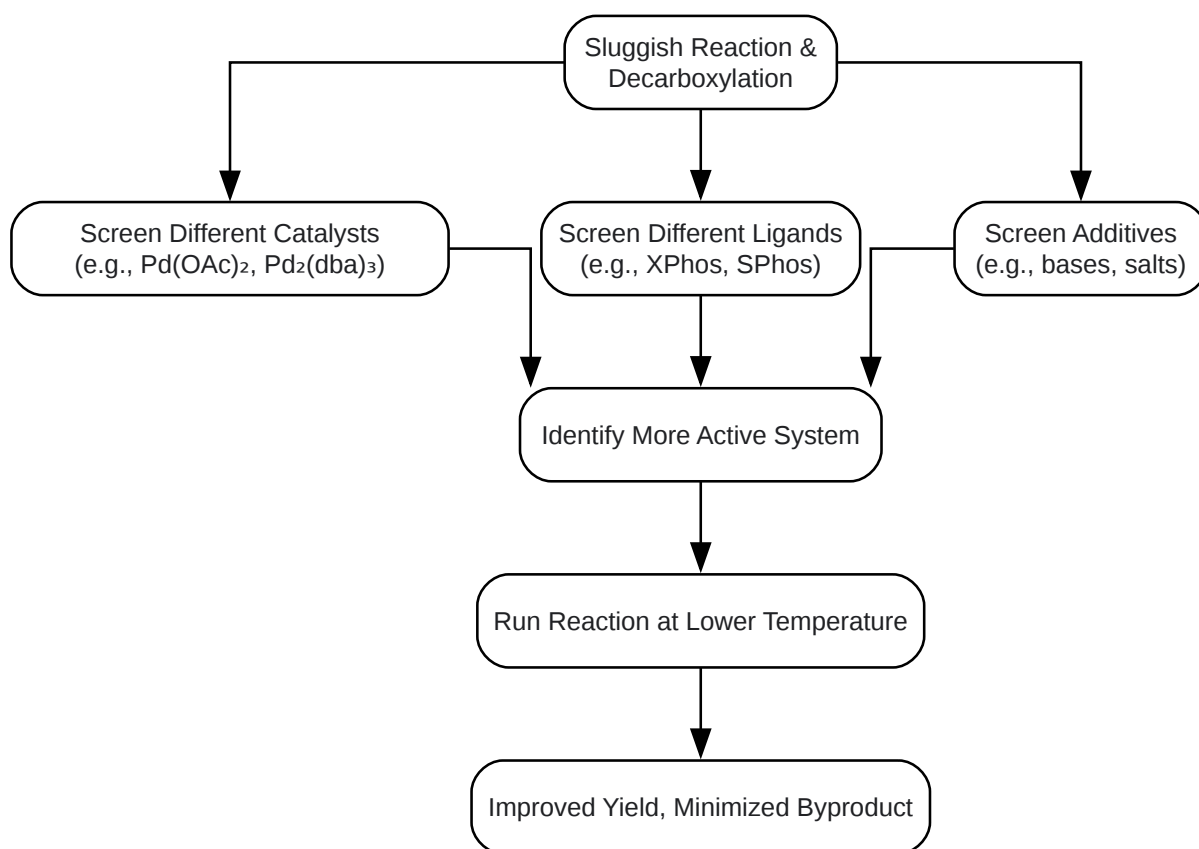 Sluggish Reaction &
Decarboxylation
Screen Different Catalysts
(e.g., Pd(OAc)₂, Pd₂(dba)₃)
Screen Different Ligands
(e.g., XPhos, SPhos)
Screen Additives
(e.g., bases, salts)
Identify More Active System
Run Reaction at Lower Temperature
Improved Yield, Minimized Byproduct